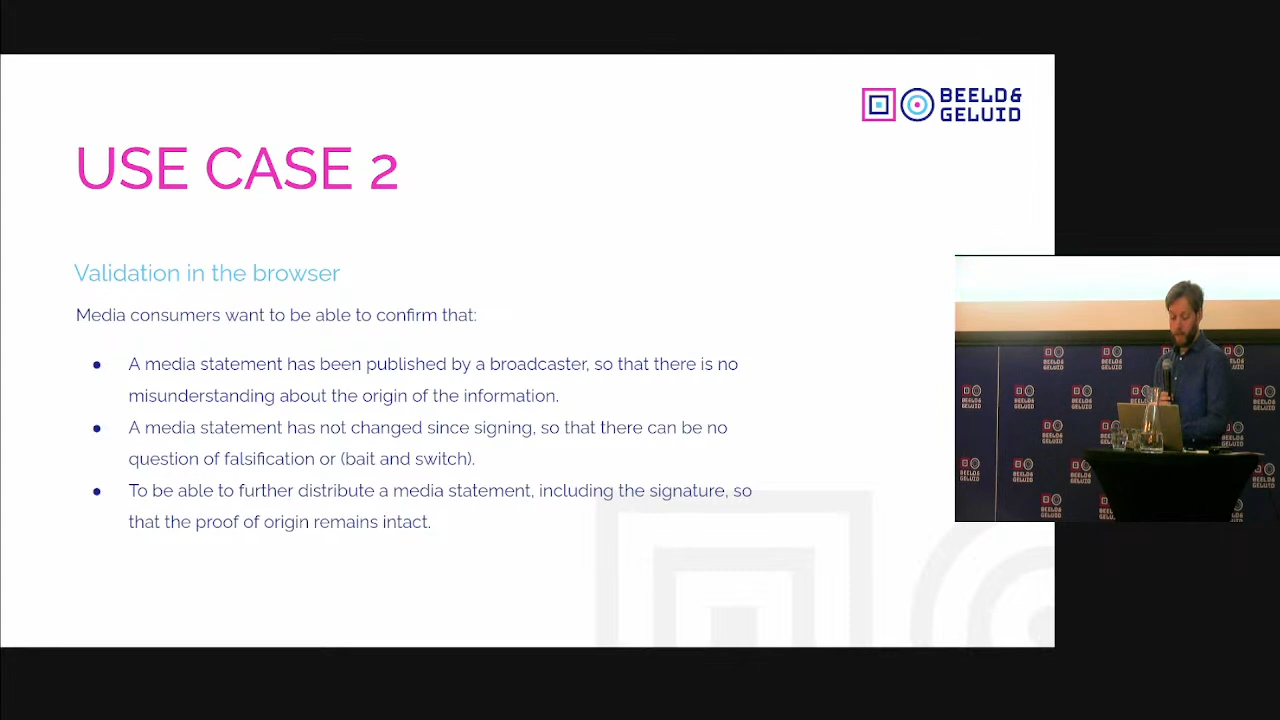 BEELD&
GELUID
USE CASE 2
Validation in the browser
Media consumers want to be able to confirm that:
● A media statement has been published by a broadcaster, so that there is no
misunderstanding about the origin of the information.
● A media statement has not changed since signing, so that there can be no
question of falsification or (bait and switch).
● To be able to further distribute a media statement, including the signature, so
that the proof of origin remains intact.
BEELD&
GELUID